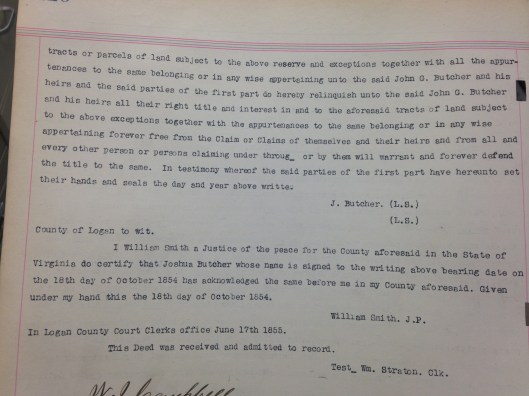 tracts or parcels of land subject to the above reserve and exceptions together with all the appur-
tenances to the same belonging or in any wise appertaining unto the said John G. Butcher and his
heirs and the said parties of the first part do hereby relinquish unto the said John G. Butcher
and his heirs all their right title and interest in and to the aforesaid tracts of land subject
to the above exceptions together with the appurtenances to the same belonging or in any wise
appertaining forever free from the Claim or Claims of themselves and their heirs and from all and
every other person or persons claiming under throug_ or by them will warrant and forever defend
the title to the same. In testimony whereof the said parties of the first part have hereunto set
their hands and seals the day and year above writte.
J. Butcher. (L.S.)
(L.S.)
County of Logan to wit.
I William Smith a Justice of the peace for the County aforesaid in the State of
Virginia do certify that Joshua Butcher whose name is signed to the writing above bearing date on
the 18th day of October 1854 has acknowledged the same before me in my County aforesaid. Given
under my hand this the 18th day of October 1854.
William Smith. J.P.
In Logan County Court Clerks office June 17th 1855.
This Deed was received and admitted to record.
Test_ Wm. Straton. Clk.